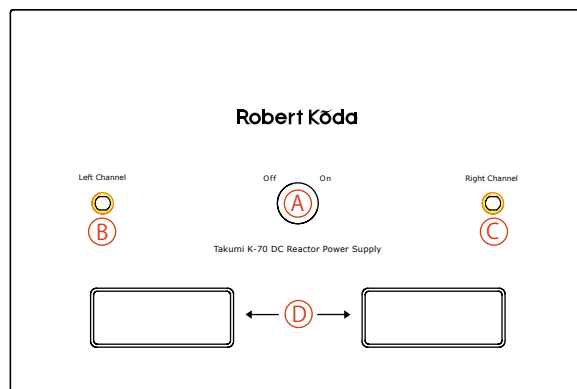 Robert Kōda
Left Channel
Off
On
Right Channel
A
B
C
Takumi K-70 DC Reactor Power Supply
D